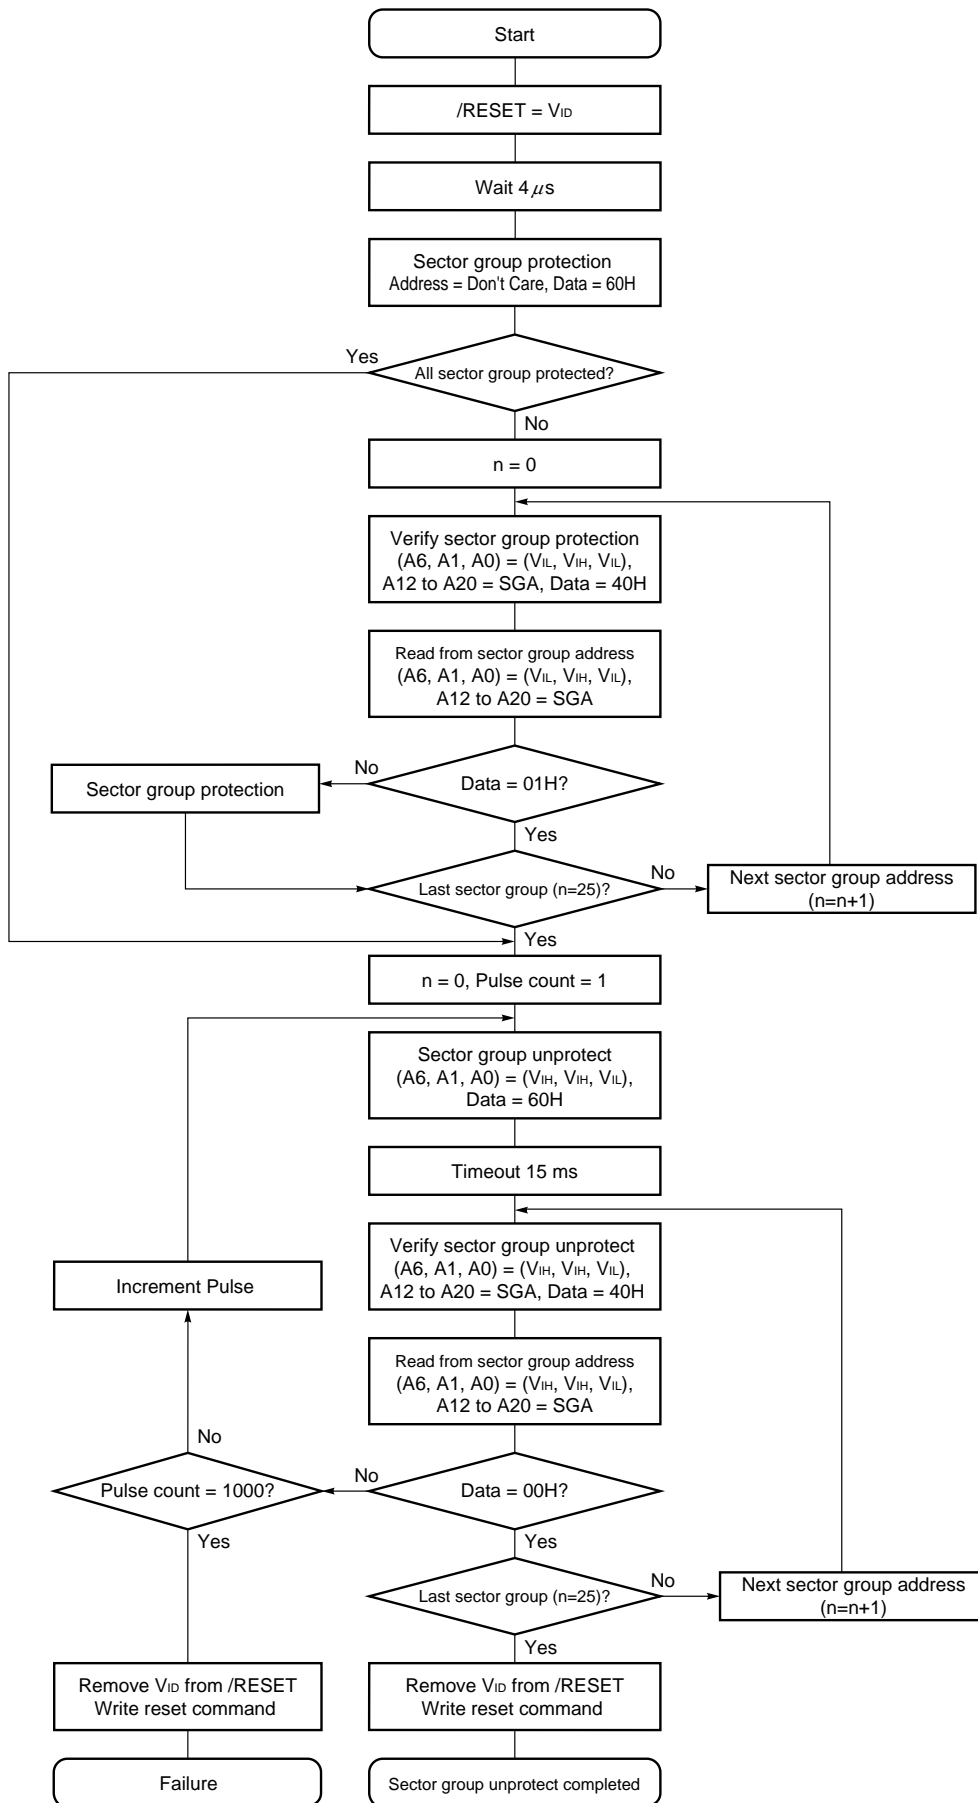 Start
/RESET = VID
Wait 4 μs
Sector group protection
Address = Don't Care, Data = 60H
Yes
All sector group protected?
No
n = 0
Verify sector group protection
(A6, A1, A0) = (VIL, VIH, VIL),
A12 to A20 = SGA, Data = 40H
Read from sector group address
(A6, A1, A0) = (VIL, VIH, VIL),
A12 to A20 = SGA
Sector group protection
No
Data = 01H?
Yes
Last sector group (n=25)?
No
Next sector group address
(n=n+1)
Yes
n = 0, Pulse count = 1
Sector group unprotect
(A6, A1, A0) = (VIH, VIH, VIL),
Data = 60H
Timeout 15 ms
Increment Pulse
Verify sector group unprotect
(A6, A1, A0) = (VIH, VIH, VIL),
A12 to A20 = SGA, Data = 40H
Read from sector group address
(A6, A1, A0) = (VIH, VIH, VIL),
A12 to A20 = SGA
No
Pulse count = 1000?
No
Data = 00H?
Yes
Yes
Last sector group (n=25)?
No
Next sector group address
(n=n+1)
Yes
Remove VID from /RESET
Write reset command
Remove VID from /RESET
Write reset command
Failure
Sector group unprotect completed